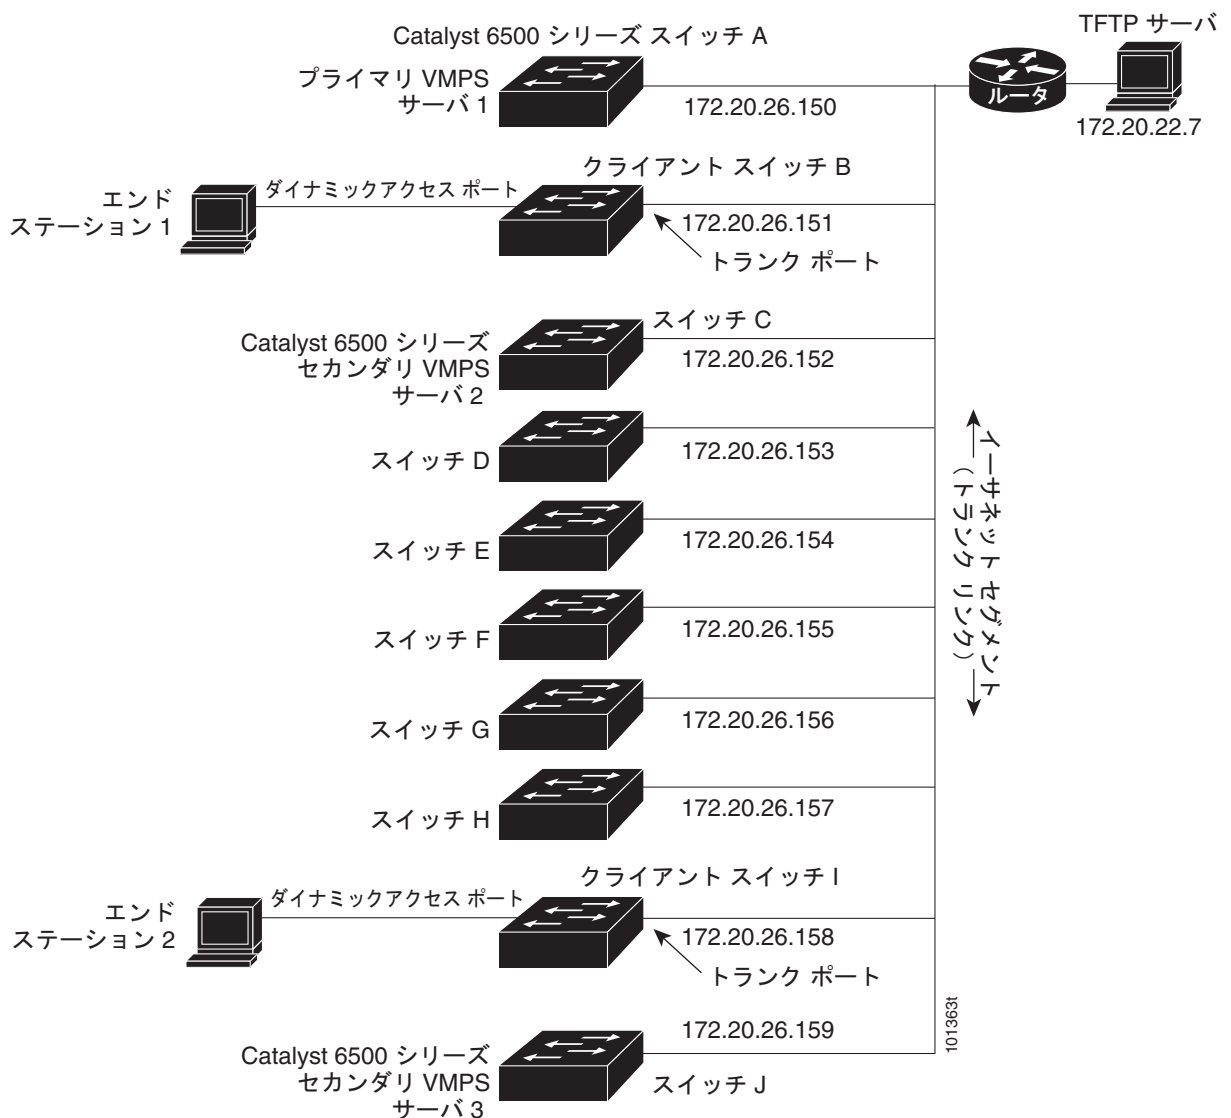 TFTP サーバ
Catalyst 6500 シリーズ スイッチ A
プライマリ VMPS
サーバ 1
172.20.26.150
ルータ
172.20.22.7
クライアント スイッチ B
エンド
ステーション 1
ダイナミックアクセス ポート
172.20.26.151
トランク ポート
スイッチ C
Catalyst 6500 シリーズ
セカンダリ VMPS
サーバ 2
172.20.26.152
スイッチ D
172.20.26.153
イーサネット セグメント
(トランク リンク)
スイッチ E
172.20.26.154
スイッチ F
172.20.26.155
スイッチ G
172.20.26.156
スイッチ H
172.20.26.157
クライアント スイッチ I
エンド
ステーション 2
ダイナミックアクセス ポート
172.20.26.158
トランク ポート
172.20.26.159
Catalyst 6500 シリーズ
セカンダリ VMPS
サーバ 3
スイッチ J
101363t